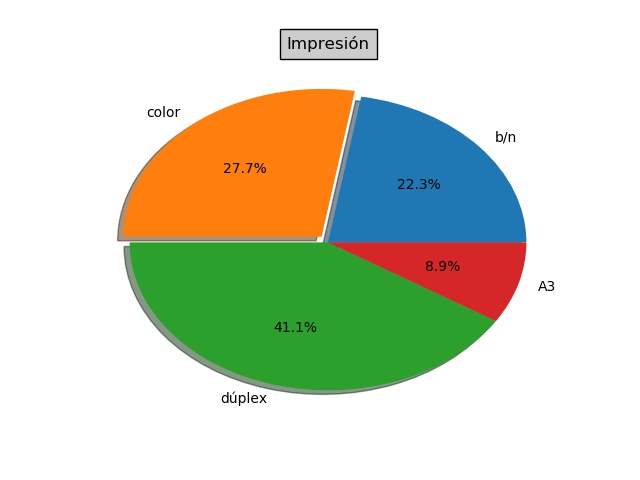 Impresión
color
b/n
27.7%
22.3%
8.9%
A3
41.1%
dúplex